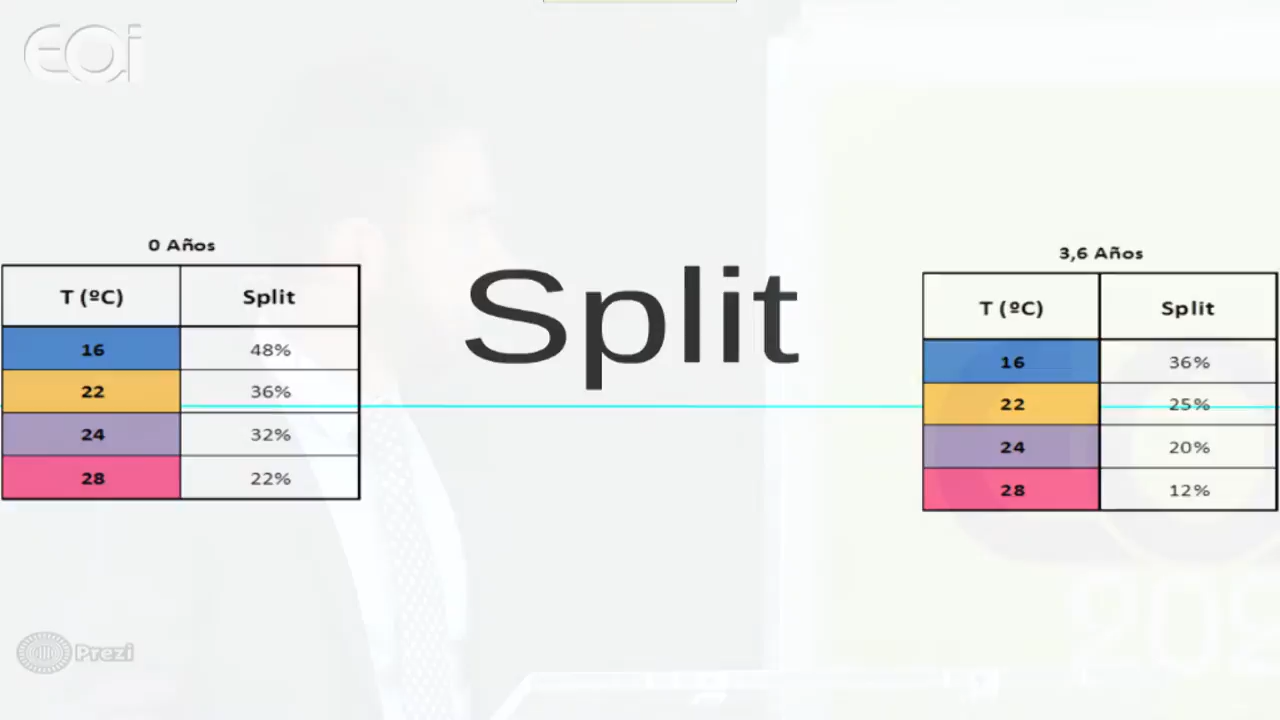 EOi
0 Años
T (ºC) Split
16 48%
22 36%
24 32%
28 22%
Split
3,6 Años
T (ºC) Split
16 36%
22 25%
24 20%
28 12%
202
Prezi